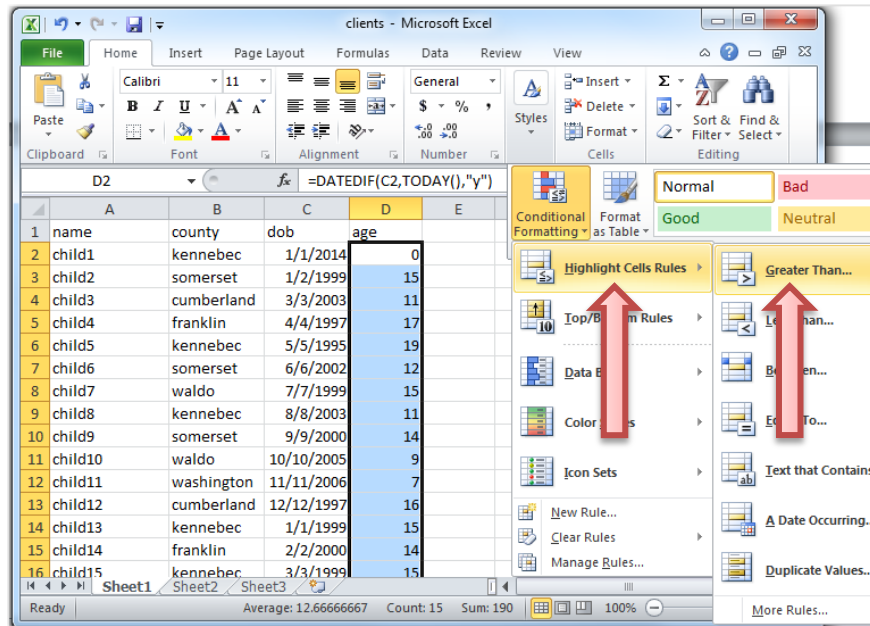 clients - Microsoft Excel
File Home Insert Page Layout Formulas Data Review View
Calibri 11 General Insert Σ
Paste B I U A A $ % , Styles Delete
Format Sort & Filter Find & Select
Clipboard Font Alignment Number Cells Editing
D2 fx =DATEDIF(C2,TODAY(),"y")
Conditional Formatting Format as Table Normal Bad
Good Neutral
A B C D E
1 name county dob age
2 child1 kennebec 1/1/2014 0
3 child2 somerset 1/2/1999 15
4 child3 cumberland 3/3/2003 11
5 child4 franklin 4/4/1997 17
6 child5 kennebec 5/5/1995 19
7 child6 somerset 6/6/2002 12
8 child7 waldo 7/7/1999 15
9 child8 kennebec 8/8/2003 11
10 child9 somerset 9/9/2000 14
11 child10 waldo 10/10/2005 9
12 child11 washington 11/11/2006 7
13 child12 cumberland 12/12/1997 16
14 child13 kennebec 1/1/1999 15
15 child14 franklin 2/2/2000 14
16 child15 kennebec 3/3/1999 15
Sheet1 Sheet2 Sheet3
Ready Average: 12.66666667 Count: 15 Sum: 190 100%
Highlight Cells Rules
Rules
Data
Color
Icon Sets
New Rule...
Clear Rules
Manage Rules...
Greater Than...
Text that Contains
A Date Occurring..
Duplicate Values..
More Rules...